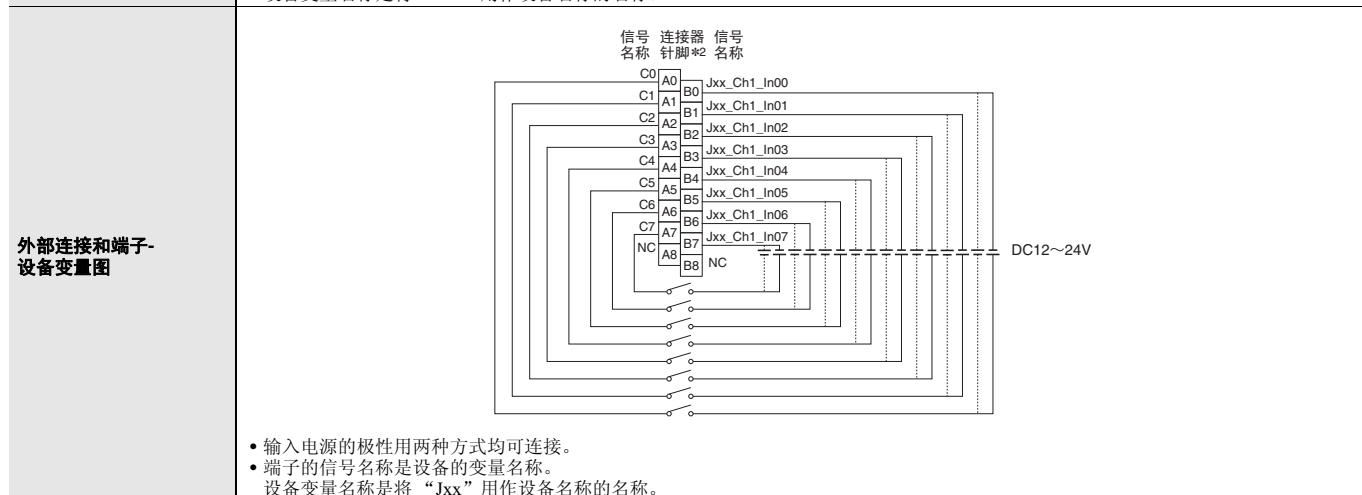 外部连接和端子-
设备变量图
信号 连接器 信号
名称 针脚*2 名称
C0 A0
B0 Jxx_Ch1_In00
C1 A1
B1 Jxx_Ch1_In01
C2 A2
B2 Jxx_Ch1_In02
C3 A3
B3 Jxx_Ch1_In03
C4 A4
B4 Jxx_Ch1_In04
C5 A5
B5 Jxx_Ch1_In05
C6 A6
B6 Jxx_Ch1_In06
C7 A7
B7 Jxx_Ch1_In07
NC A8
B8 NC
DC12～24V
• 输入电源的极性用两种方式均可连接。
• 端子的信号名称是设备的变量名称。
设备变量名称是将 “Jxx”用作设备名称的名称。